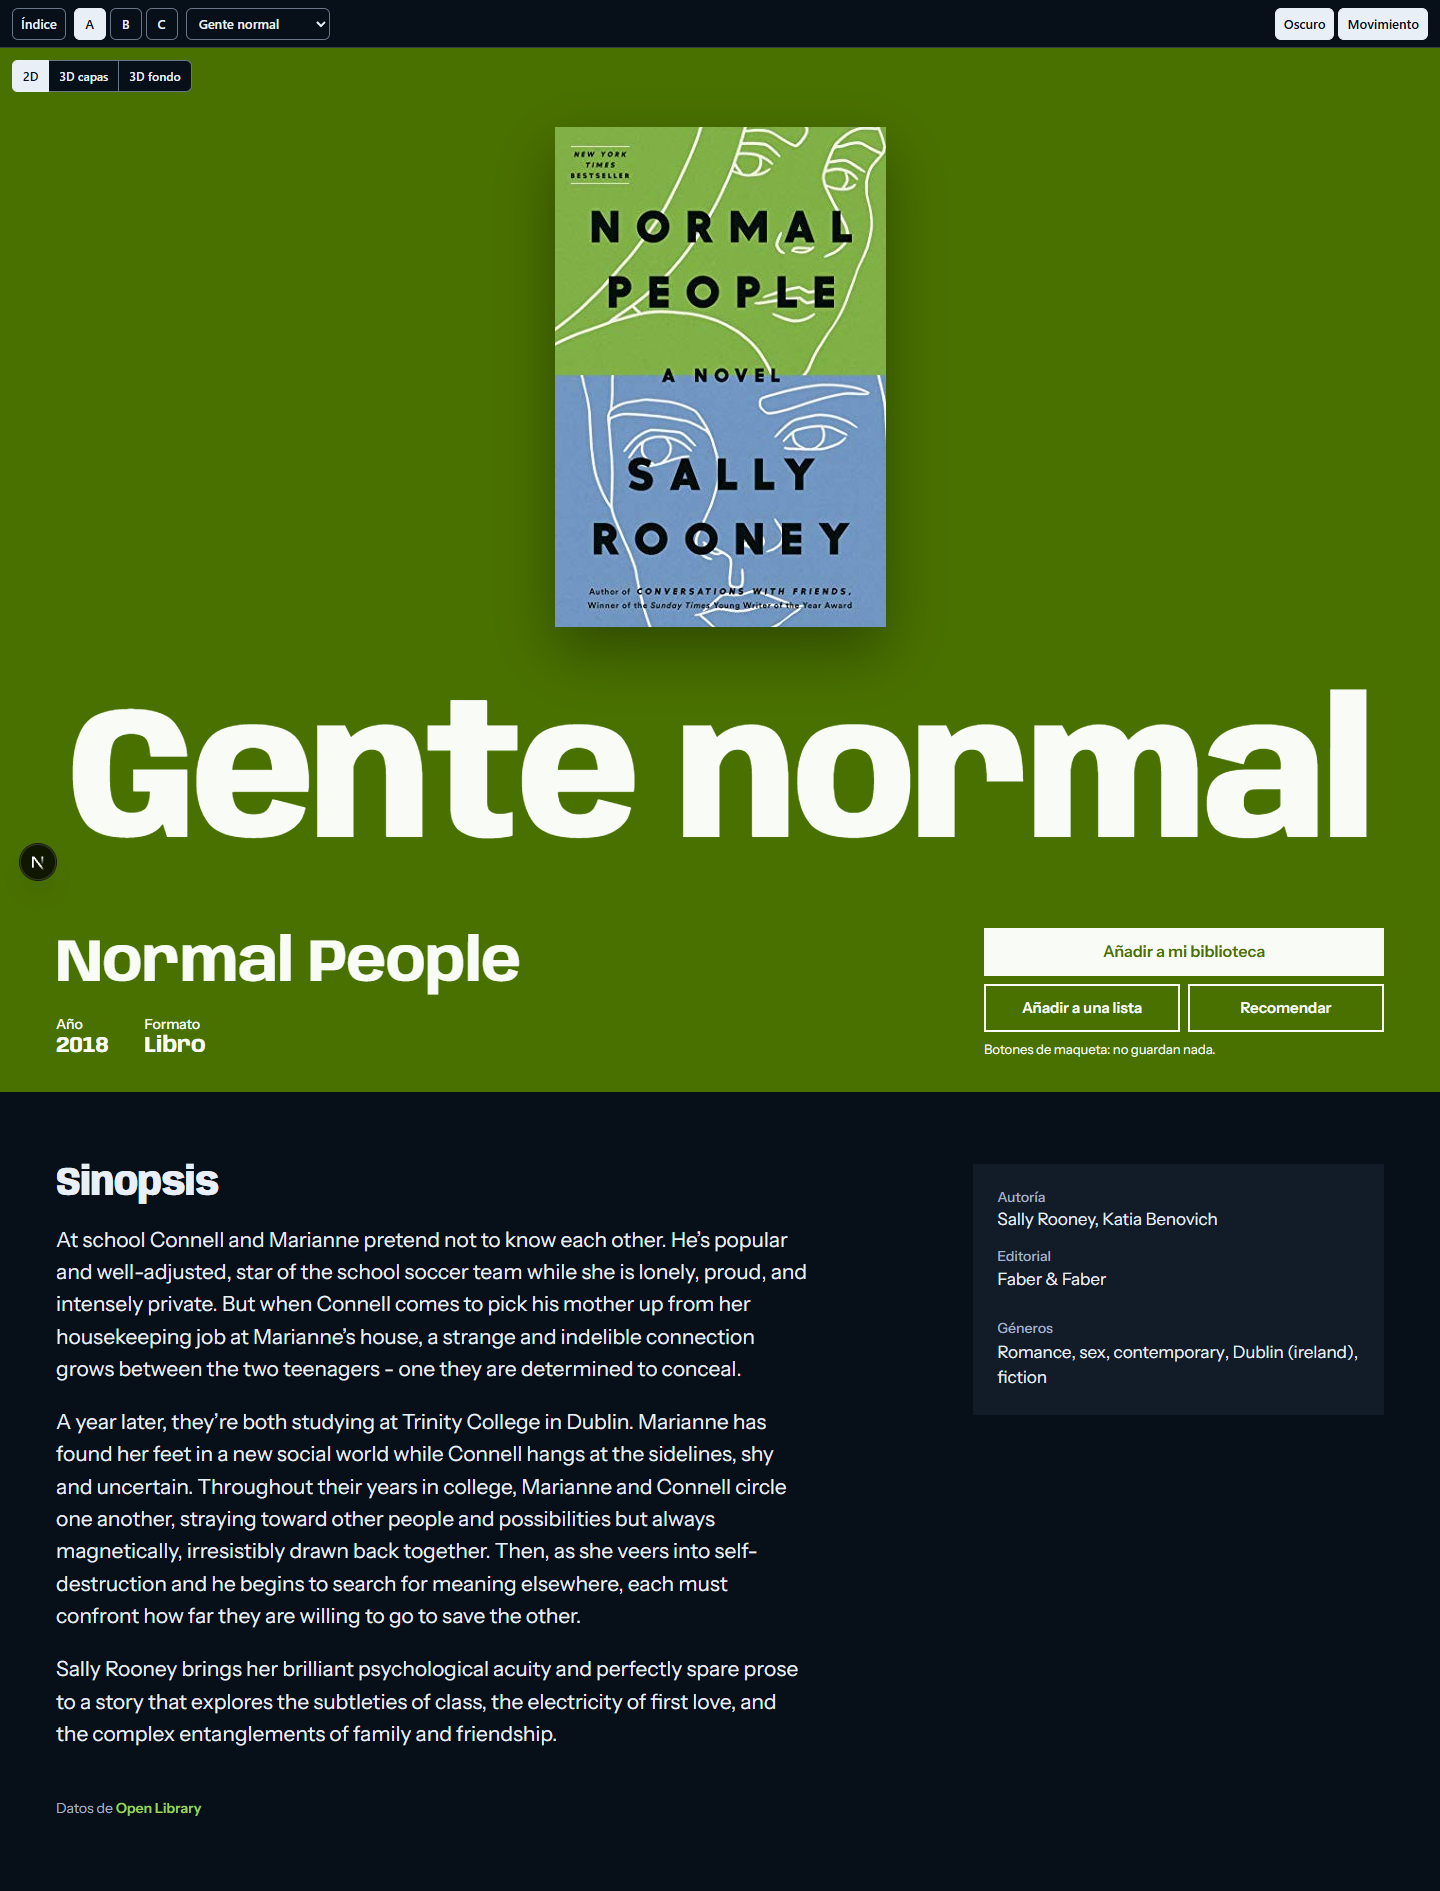 Índice
A
B
C
Gente normal
Oscuro
Movimiento
2D
3D capas
3D fondo
NEW YORK
TIMES
BESTSELLER
NORMAL
PEOPLE
A NOVEL
SALLY
ROONEY
Author of CONVERSATIONS WITH FRIENDS,
Winner of the Sunday Times Young Writer of the Year Award
Gente normal
N
Normal People
Año
2018
Formato
Libro
Añadir a mi biblioteca
Añadir a una lista
Recomendar
Botones de maqueta: no guardan nada.
Sinopsis
At school Connell and Marianne pretend not to know each other. He’s popular
and well-adjusted, star of the school soccer team while she is lonely, proud, and
intensely private. But when Connell comes to pick his mother up from her
housekeeping job at Marianne’s house, a strange and indelible connection
grows between the two teenagers - one they are determined to conceal.
A year later, they’re both studying at Trinity College in Dublin. Marianne has
found her feet in a new social world while Connell hangs at the sidelines, shy
and uncertain. Throughout their years in college, Marianne and Connell circle
one another, straying toward other people and possibilities but always
magnetically, irresistibly drawn back together. Then, as she veers into self-
destruction and he begins to search for meaning elsewhere, each must
confront how far they are willing to go to save the other.
Sally Rooney brings her brilliant psychological acuity and perfectly spare prose
to a story that explores the subtleties of class, the electricity of first love, and
the complex entanglements of family and friendship.
Autoría
Sally Rooney, Katia Benovich
Editorial
Faber & Faber
Géneros
Romance, sex, contemporary, Dublin (ireland),
fiction
Datos de Open Library